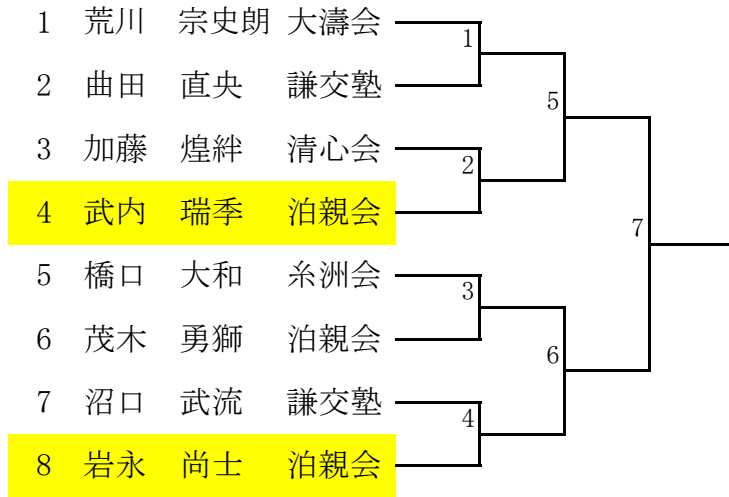 1 荒川 宗史朗 大濤会
2 曲田 直央 謙交塾
3 加藤 煌絆 清心会
4 武内 瑞季 泊親会
5 橋口 大和 糸洲会
6 茂木 勇獅 泊親会
7 沼口 武流 謙交塾
8 岩永 尚士 泊親会
1
2
3
4
5
6
7